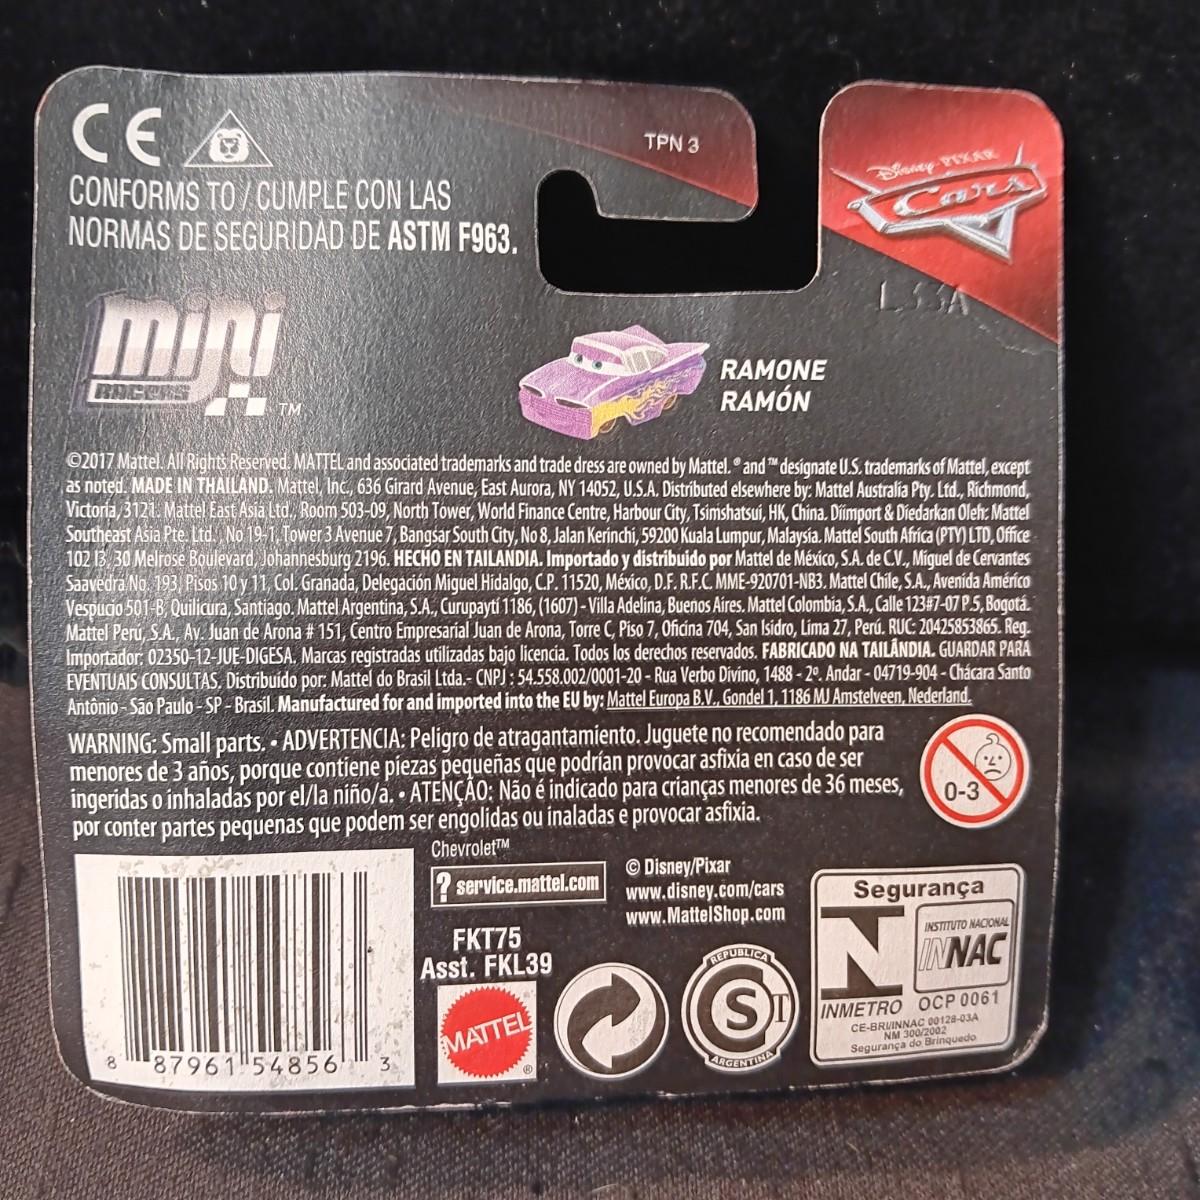 CE
TPN 3
Disney·PIXAR
Cars
CONFORMS TO / CUMPLE CON LAS
NORMAS DE SEGURIDAD DE ASTM F963.
mini
RACERS
TM
RAMONE
RAMÓN
©2017 Mattel. All Rights Reserved. MATTEL and associated trademarks and trade dress are owned by Mattel. ® and ™ designate U.S. trademarks of Mattel, except
as noted. MADE IN THAILAND. Mattel, Inc., 636 Girard Avenue, East Aurora, NY 14052, U.S.A. Distributed elsewhere by: Mattel Australia Pty. Ltd., Richmond,
Victoria, 3121. Mattel East Asia Ltd., Room 503-09, North Tower, World Finance Centre, Harbour City, Tsimshatsui, HK, China. Diimport & Diedarkan Oleh: Mattel
Southeast Asia Pte. Ltd., No 19-1, Tower 3 Avenue 7, Bangsar South City, No 8, Jalan Kerinchi, 59200 Kuala Lumpur, Malaysia. Mattel South Africa (PTY) LTD, Office
102 I3, 30 Melrose Boulevard, Johannesburg 2196. HECHO EN TAILANDIA. Importado y distribuido por Mattel de México, S.A. de C.V., Miguel de Cervantes
Saavedra No. 193, Pisos 10 y 11, Col. Granada, Delegación Miguel Hidalgo, C.P. 11520, México, D.F. R.F.C. MME-920701-NB3. Mattel Chile, S.A., Avenida Américo
Vespucio 501-B, Quilicura, Santiago. Mattel Argentina, S.A., Curupaytí 1186, (1607) - Villa Adelina, Buenos Aires. Mattel Colombia, S.A., Calle 123#7-07 P.5, Bogotá.
Mattel Perú, S.A., Av. Juan de Arona # 151, Centro Empresarial Juan de Arona, Torre C, Piso 7, Oficina 704, San Isidro, Lima 27, Perú. RUC: 20425853865. Reg.
Importador: 02350-12-JUE-DIGESA. Marcas registradas utilizadas bajo licencia. Todos los derechos reservados. FABRICADO NA TAILÂNDIA. GUARDAR PARA
EVENTUAIS CONSULTAS. Distribuído por: Mattel do Brasil Ltda.- CNPJ : 54.558.002/0001-20 - Rua Verbo Divino, 1488 - 2º. Andar - 04719-904 - Chácara Santo
Antônio - São Paulo - SP - Brasil. Manufactured for and imported into the EU by: Mattel Europa B.V., Gondel 1, 1186 MJ Amstelveen, Nederland.
WARNING: Small parts. • ADVERTENCIA: Peligro de atragantamiento. Juguete no recomendado para
menores de 3 años, porque contiene piezas pequeñas que podrían provocar asfixia en caso de ser
ingeridas o inhaladas por el/la niño/a. • ATENÇÃO: Não é indicado para crianças menores de 36 meses,
por conter partes pequenas que podem ser engolidas ou inaladas e provocar asfixia.
0-3
Chevrolet™
? service.mattel.com
© Disney/Pixar
www.disney.com/cars
www.MattelShop.com
FKT75
Asst. FKL39
MATTEL
®
8 87961 54856 3
REPUBLICA
S T
ARGENTINA
Segurança
N
INMETRO
INSTITUTO NACIONAL
INNAC
OCP 0061
CE-BRI/INNAC 00128-03A
NM 300/2002
Segurança do Brinquedo